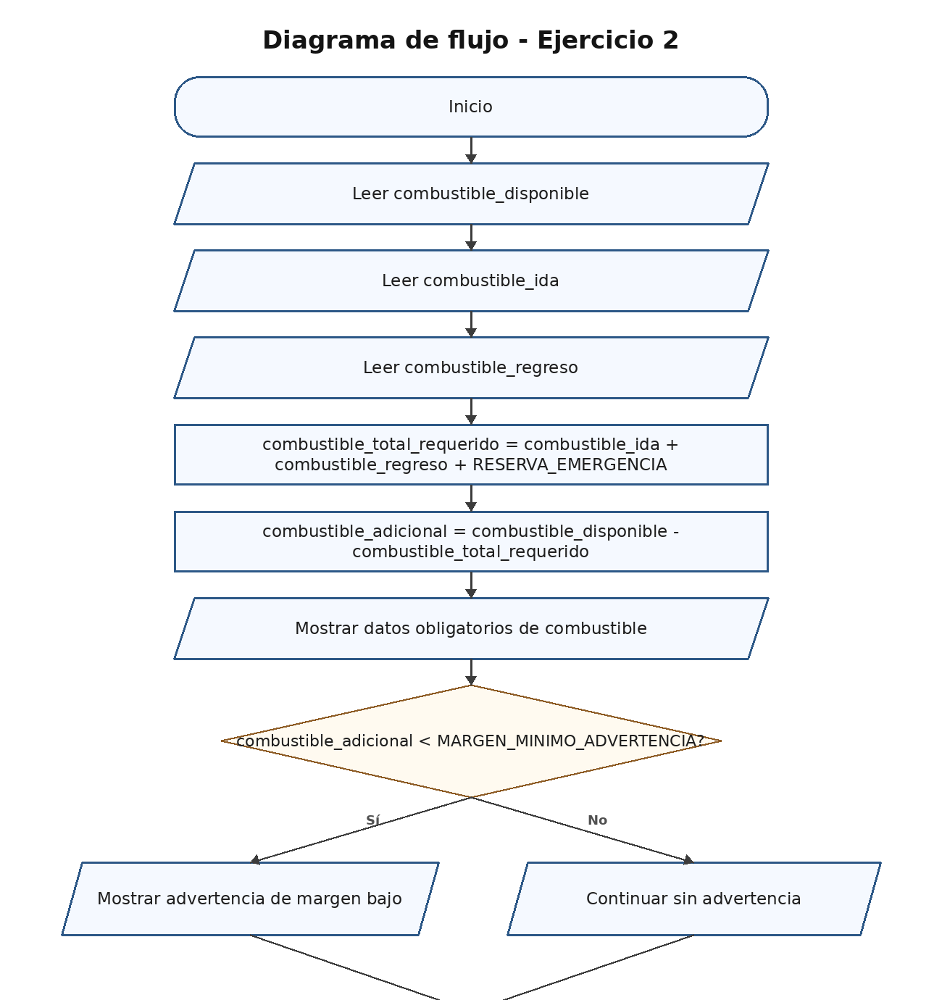 Diagrama de flujo - Ejercicio 2
Inicio
Leer combustible_disponible
Leer combustible_ida
Leer combustible_regreso
combustible_total_requerido = combustible_ida +
combustible_regreso + RESERVA_EMERGENCIA
combustible_adicional = combustible_disponible -
combustible_total_requerido
Mostrar datos obligatorios de combustible
combustible_adicional < MARGEN_MINIMO_ADVERTENCIA?
Sí
No
Mostrar advertencia de margen bajo
Continuar sin advertencia